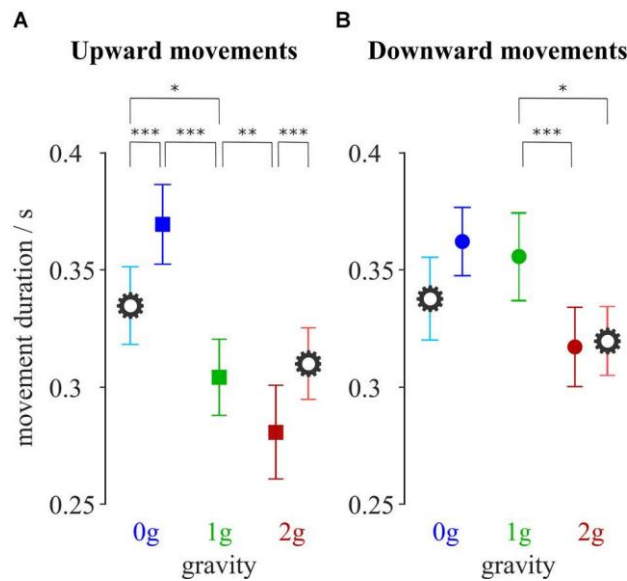 A
Upward movements
*
*** *** ** ***
movement duration / s
0.4
0.35
0.3
0.25
0g 1g 2g
gravity
B
Downward movements
*
***
0.4
0.35
0.3
0.25
0g 1g 2g
gravity